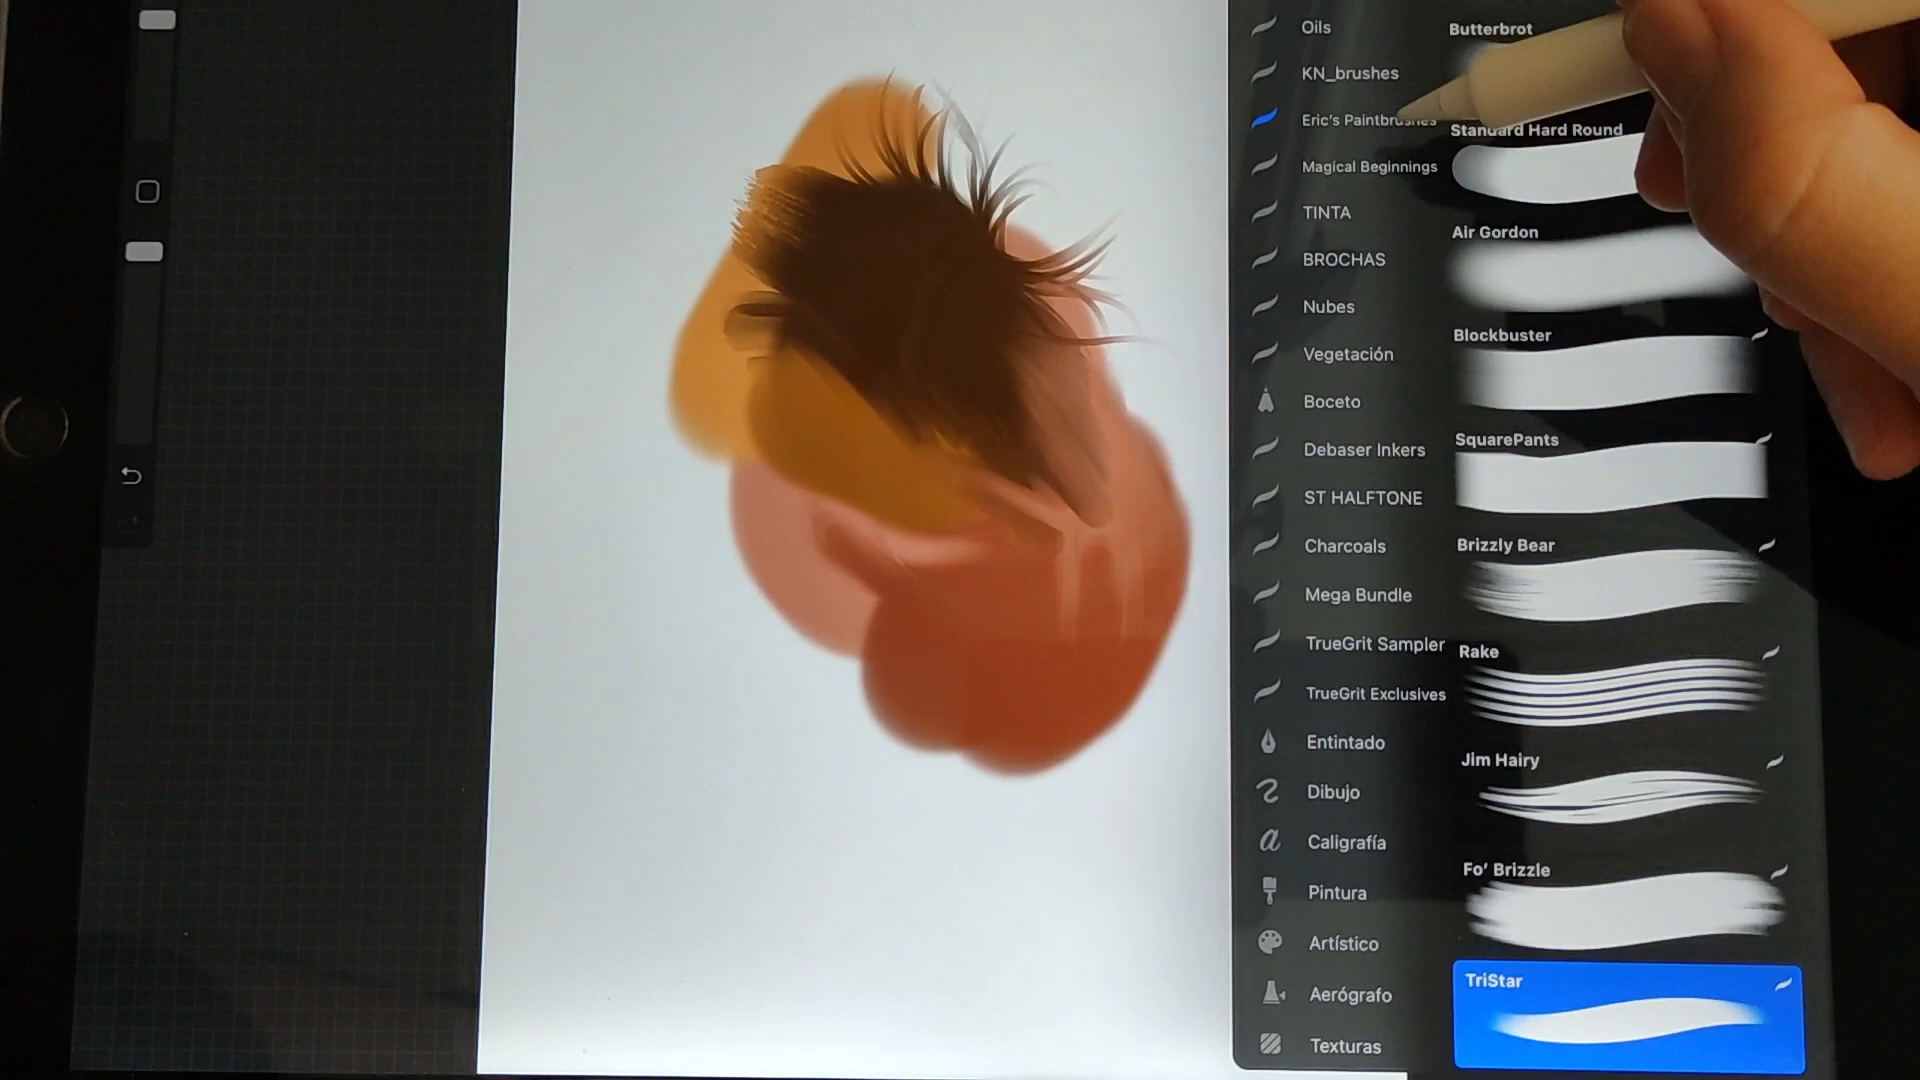 Oils
KN_brushes
Eric's Paintbrushes
Magical Beginnings
TINTA
BROCHAS
Nubes
Vegetación
Boceto
Debaser Inkers
ST HALFTONE
Charcoals
Mega Bundle
TrueGrit Sampler
TrueGrit Exclusives
Entintado
Dibujo
Caligrafía
Pintura
Artístico
Aerógrafo
Texturas
Butterbrot
Standard Hard Round
Air Gordon
Blockbuster
SquarePants
Brizzly Bear
Rake
Jim Hairy
Fo' Brizzle
TriStar